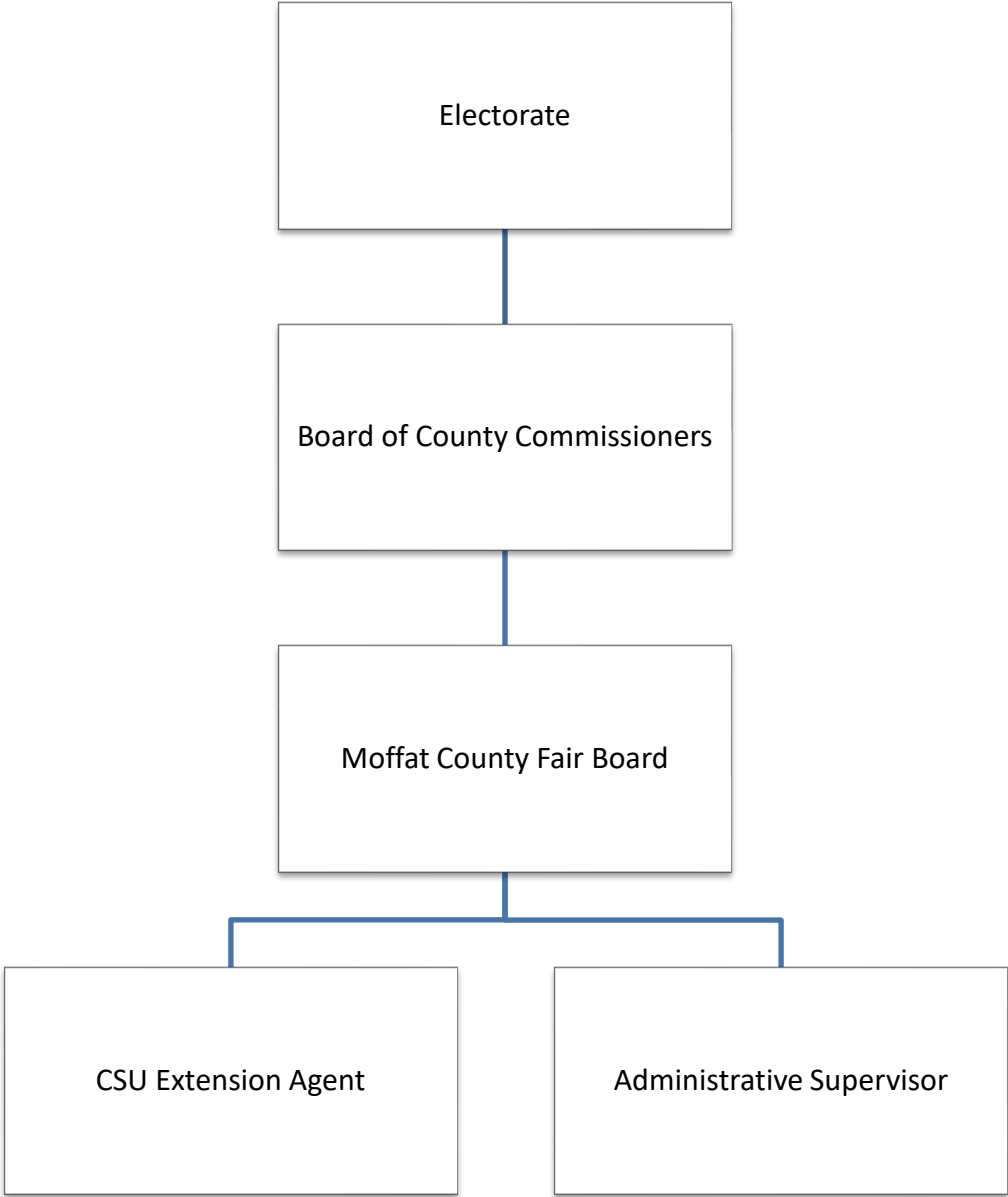 Electorate
Board of County Commissioners
Moffat County Fair Board
CSU Extension Agent
Administrative Supervisor